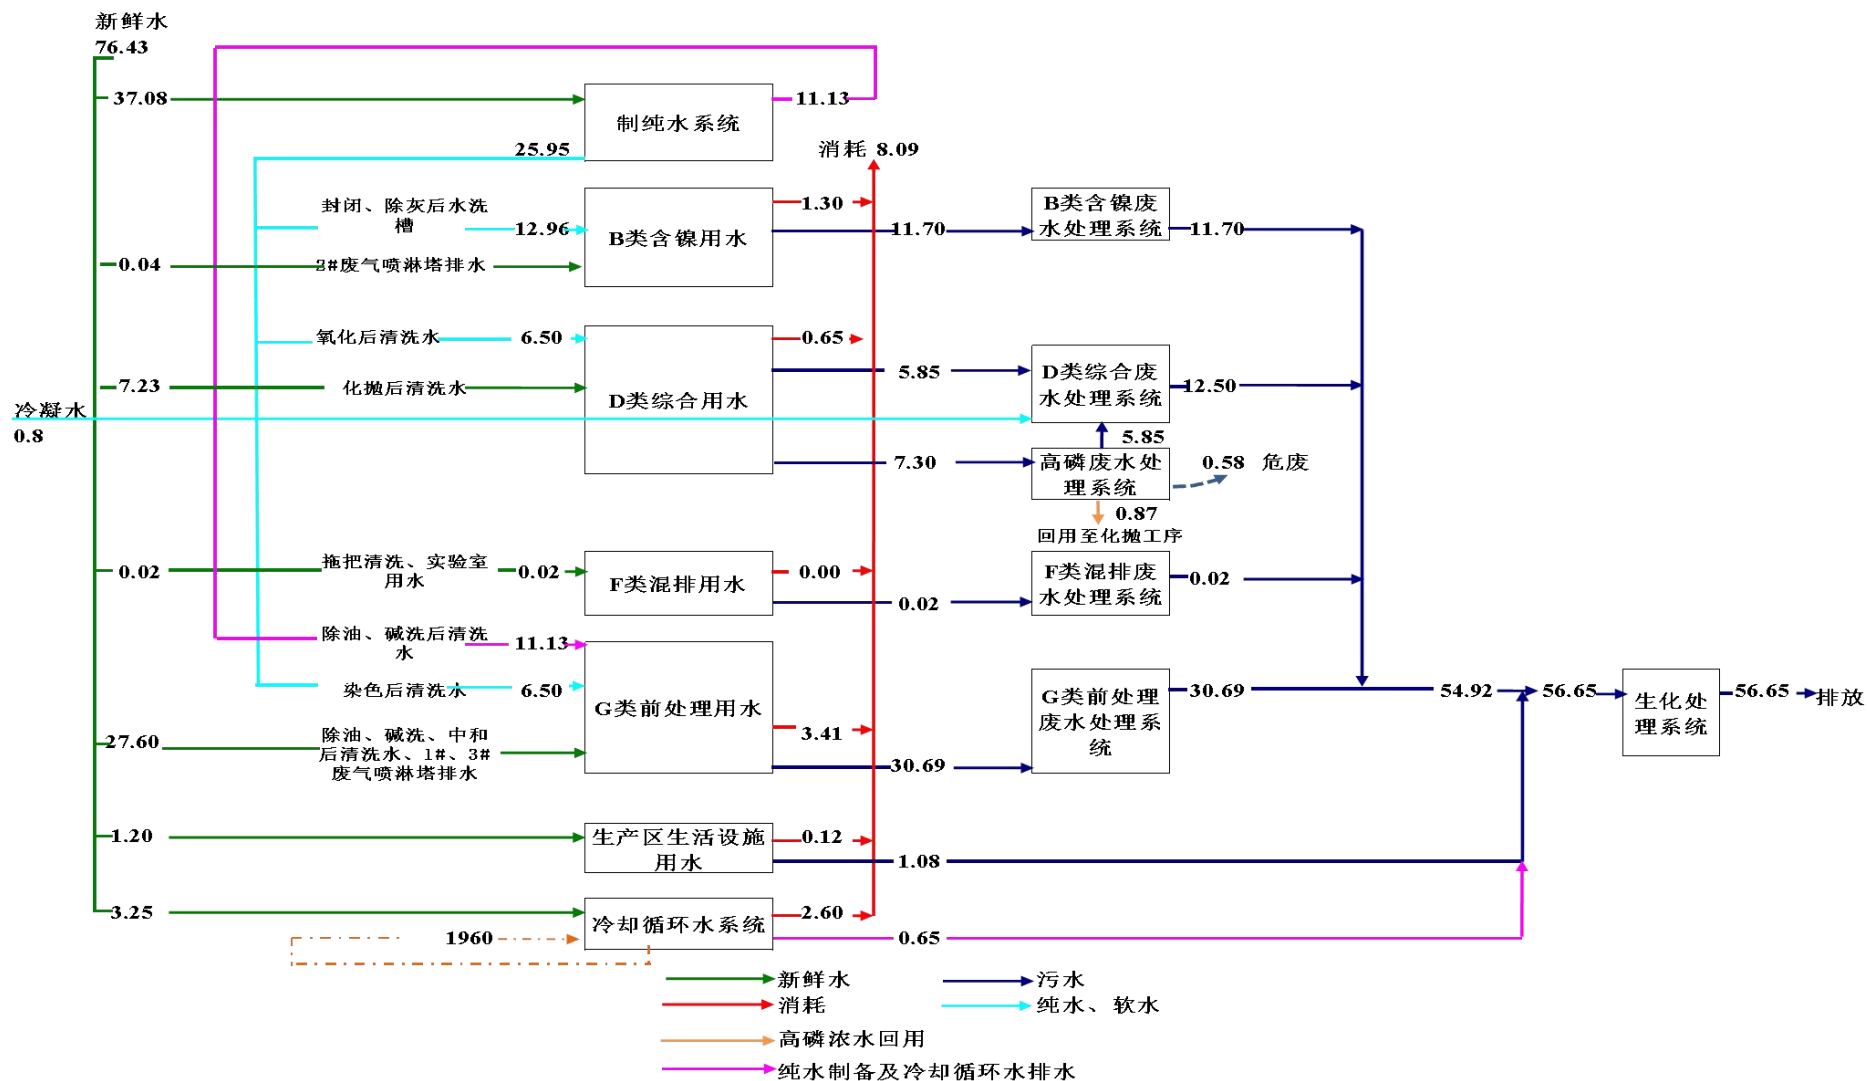 新鲜水
76.43
37.08
制纯水系统
11.13
25.95
消耗 8.09
封闭、除灰后水洗
槽
12.96
B类含镍用水
1.30
11.70
B类含镍废
水处理系统
11.70
0.04
2#废气喷淋塔排水
氧化后清洗水
6.50
0.65
7.23
化抛后清洗水
D类综合用水
5.85
D类综合废
水处理系统
12.50
冷凝水
0.8
5.85
7.30
高磷废水处
理系统
0.58 危废
0.87
回用至化抛工序
0.02
拖把清洗、实验室
用水
0.02
F类混排用水
0.00
0.02
F类混排废
水处理系统
0.02
除油、碱洗后清洗
水
11.13
染色后清洗水
6.50
G类前处理用水
3.41
30.69
G类前处理
废水处理系
统
30.69
54.92
56.65
生化处
理系统
56.65
排放
27.60
除油、碱洗、中和
后清洗水、1#、3#
废气喷淋塔排水
1.20
生产区生活设施
用水
0.12
1.08
3.25
冷却循环水系统
2.60
0.65
1960
新鲜水
污水
消耗
纯水、软水
高磷浓水回用
纯水制备及冷却循环水排水